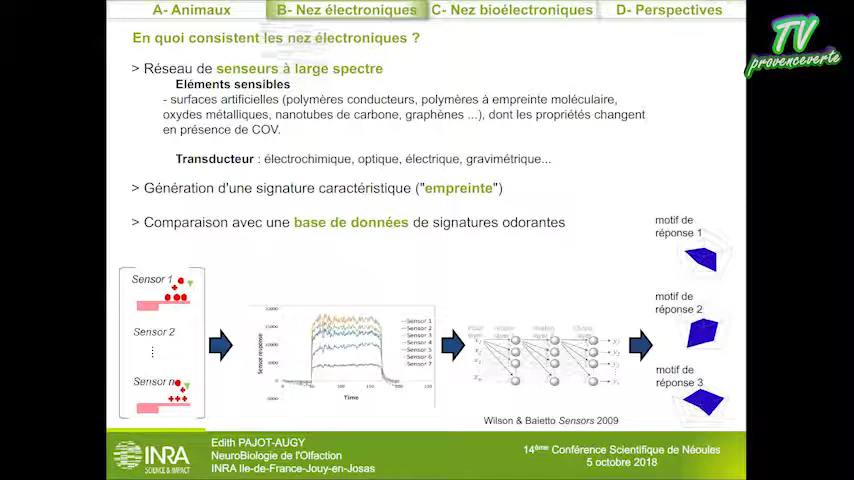 A- Animaux
B- Nez électroniques
C- Nez bioélectroniques
D- Perspectives
TV
provenceverte
En quoi consistent les nez électroniques ?
> Réseau de senseurs à large spectre
Eléments sensibles
- surfaces artificielles (polymères conducteurs, polymères à empreinte moléculaire,
oxydes métalliques, nanotubes de carbone, graphènes ...), dont les propriétés changent
en présence de COV.
Transducteur : électrochimique, optique, électrique, gravimétrique...
> Génération d'une signature caractéristique ("empreinte")
> Comparaison avec une base de données de signatures odorantes
motif de
réponse 1
motif de
réponse 2
motif de
réponse 3
Sensor 1
Sensor 2
Sensor n
Sensor response
Time
Sensor 1
Sensor 2
Sensor 3
Sensor 4
Sensor 5
Sensor 6
Sensor 7
Wilson & Baietto Sensors 2009
INRA
SCIENCE & IMPACT
Edith PAJOT-AUGY
NeuroBiologie de l'Olfaction
INRA Ile-de-France-Jouy-en-Josas
14ème Conférence Scientifique de Néoules
5 octobre 2018